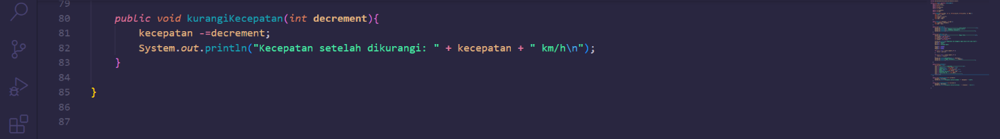 79
80 public void kurangiKecepatan(int decrement){
81 kecepatan -=decrement;
82 System.out.println("Kecepatan setelah dikurangi: " + kecepatan + " km/h\n");
83 }
84
85 }
86
87